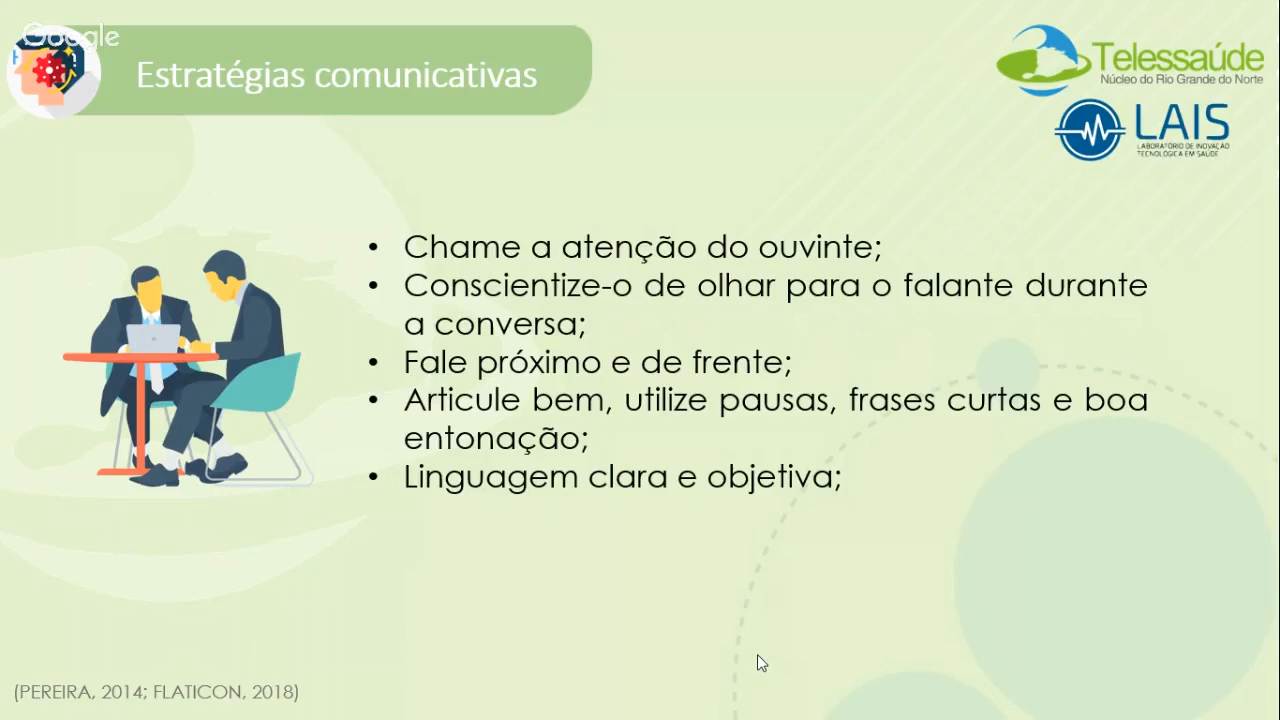 Google
Estratégias comunicativas
Telessaúde
Núcleo do Rio Grande do Norte
LAIS
LABORATÓRIO DE INOVAÇÃO
TECNOLÓGICA EM SAÚDE
• Chame a atenção do ouvinte;
• Conscientize-o de olhar para o falante durante
a conversa;
• Fale próximo e de frente;
• Articule bem, utilize pausas, frases curtas e boa
entonação;
• Linguagem clara e objetiva;
(PEREIRA, 2014; FLATICON, 2018)